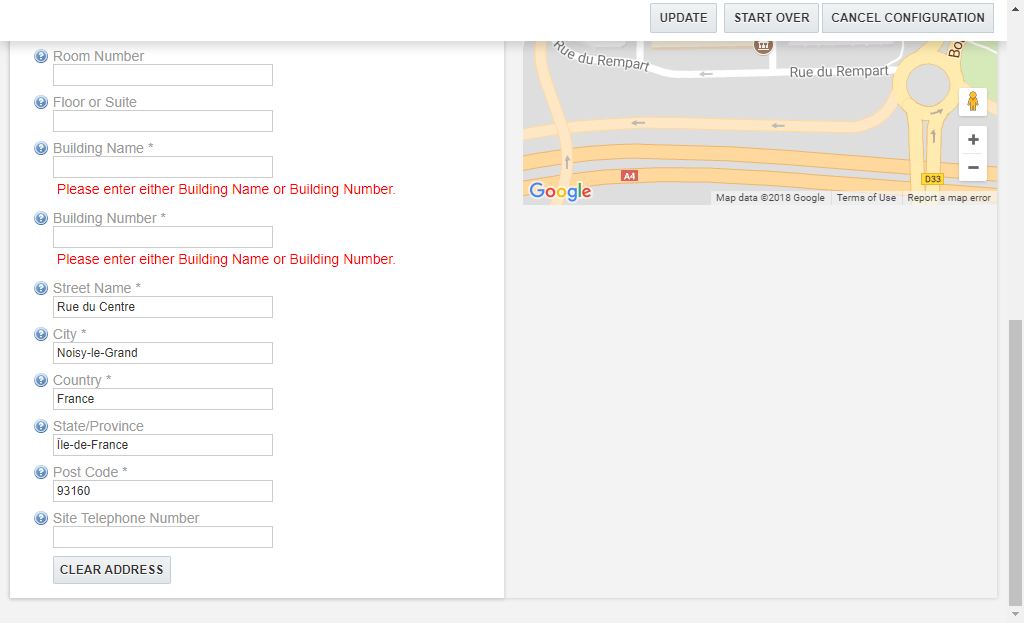 UPDATE START OVER CANCEL CONFIGURATION
Room Number
Floor or Suite
Building Name *
Please enter either Building Name or Building Number.
Building Number *
Please enter either Building Name or Building Number.
Street Name *
Rue du Centre
City *
Noisy-le-Grand
Country *
France
State/Province
Île-de-France
Post Code *
93160
Site Telephone Number
CLEAR ADDRESS
Rue du Rempart
Rue du Rempart
A4
D33
Google
Map data ©2018 Google Terms of Use Report a map error